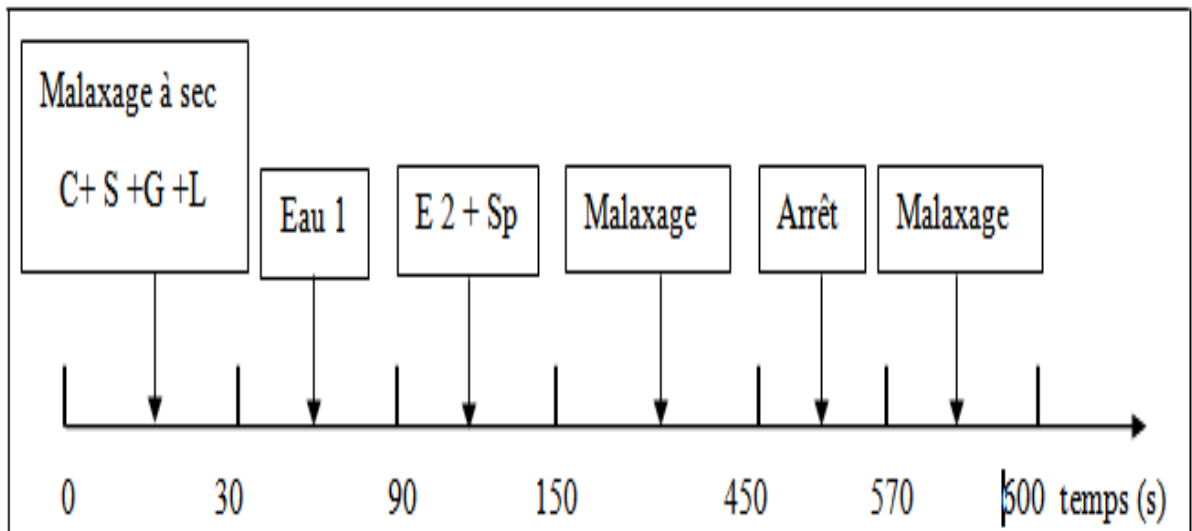 Malaxage à sec
C+ S +G +L
Eau 1
E 2 + Sp
Malaxage
Arrêt
Malaxage
0 30 90 150 450 570 600 temps (s)